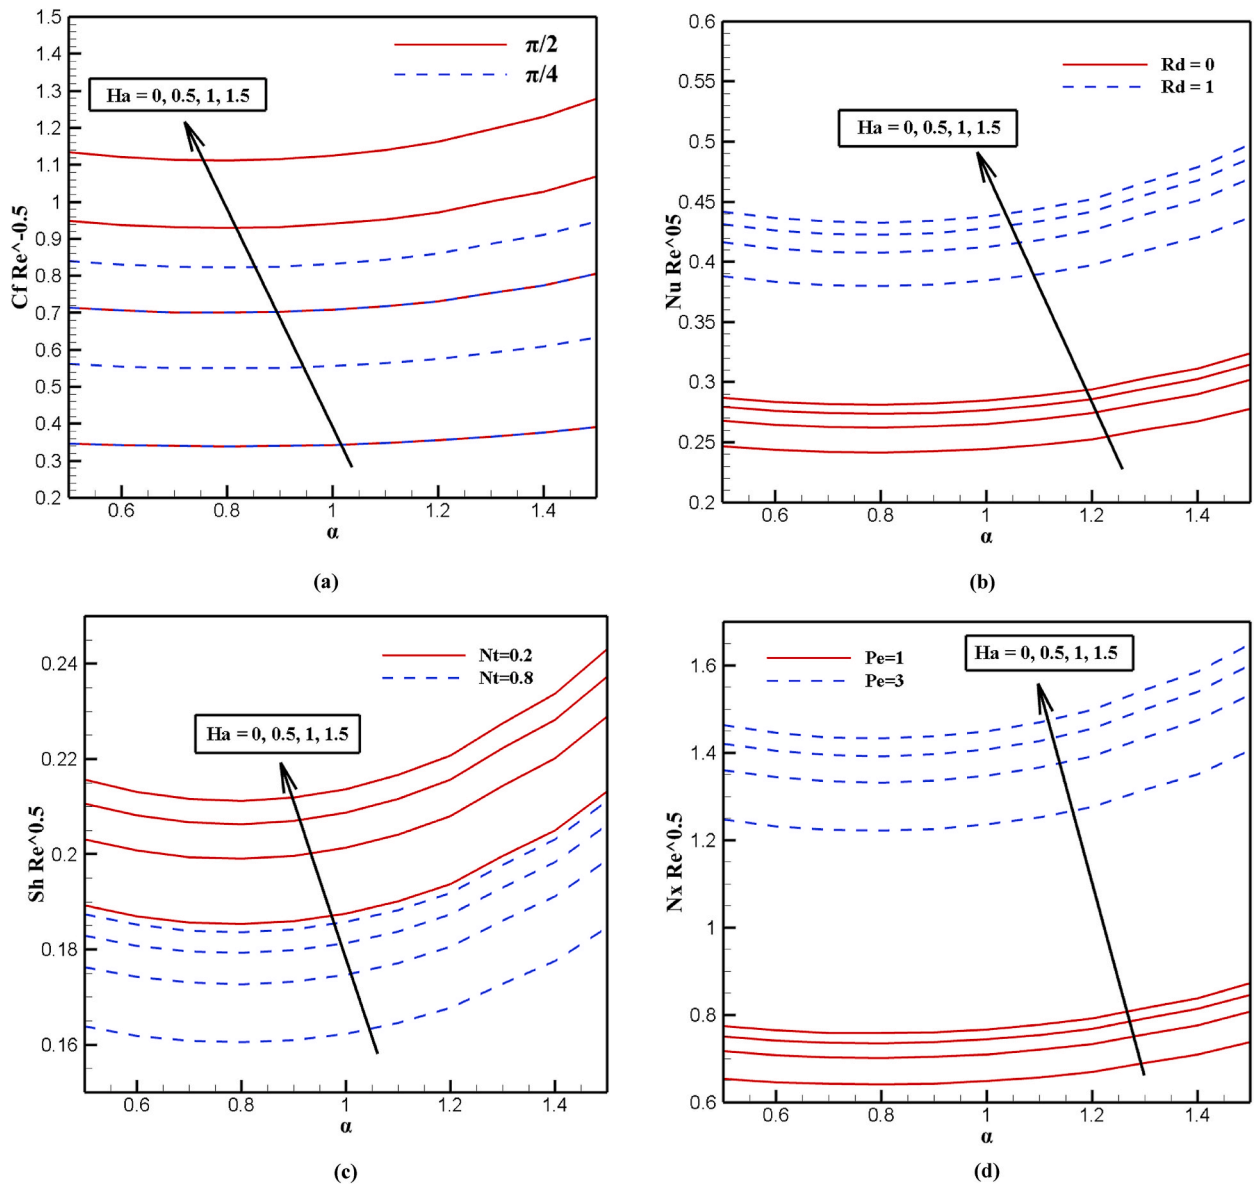 1.5
1.4
1.3
1.2
1.1
1
0.9
0.8
0.7
0.6
0.5
0.4
0.3
0.2
Cf Re^-0.5
π/2
π/4
Ha = 0, 0.5, 1, 1.5
0.6 0.8 1 1.2 1.4
α
(a)
0.6
0.55
0.5
0.45
0.4
0.35
0.3
0.25
0.2
Nu Re^05
Rd = 0
Rd = 1
Ha = 0, 0.5, 1, 1.5
0.6 0.8 1 1.2 1.4
α
(b)
0.24
0.22
0.2
0.18
0.16
Sh Re^0.5
Nt=0.2
Nt=0.8
Ha = 0, 0.5, 1, 1.5
0.6 0.8 1 1.2 1.4
α
(c)
1.6
1.4
1.2
1
0.8
0.6
Nx Re^0.5
Pe=1
Pe=3
Ha = 0, 0.5, 1, 1.5
0.6 0.8 1 1.2 1.4
α
(d)